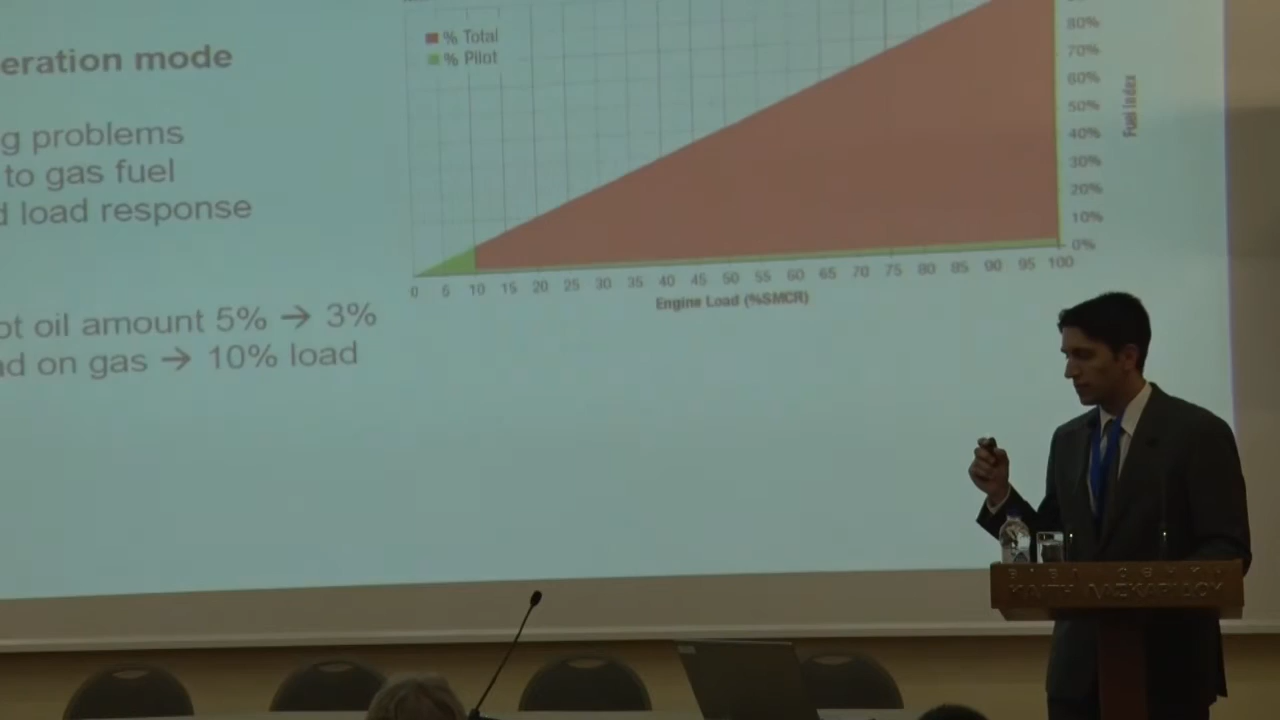 eration mode
g problems
to gas fuel
d load response
ot oil amount 5% → 3%
ad on gas → 10% load
% Total
% Pilot
80%
70%
60%
50%
40%
30%
20%
10%
0%
Fuel Index
0 5 10 15 20 25 30 35 40 45 50 55 60 65 70 75 80 85 90 95 100
Engine Load (%SMCR)
ΚΑΙΤΗ ΛΑΣΚΑΡΙΔΟΥ